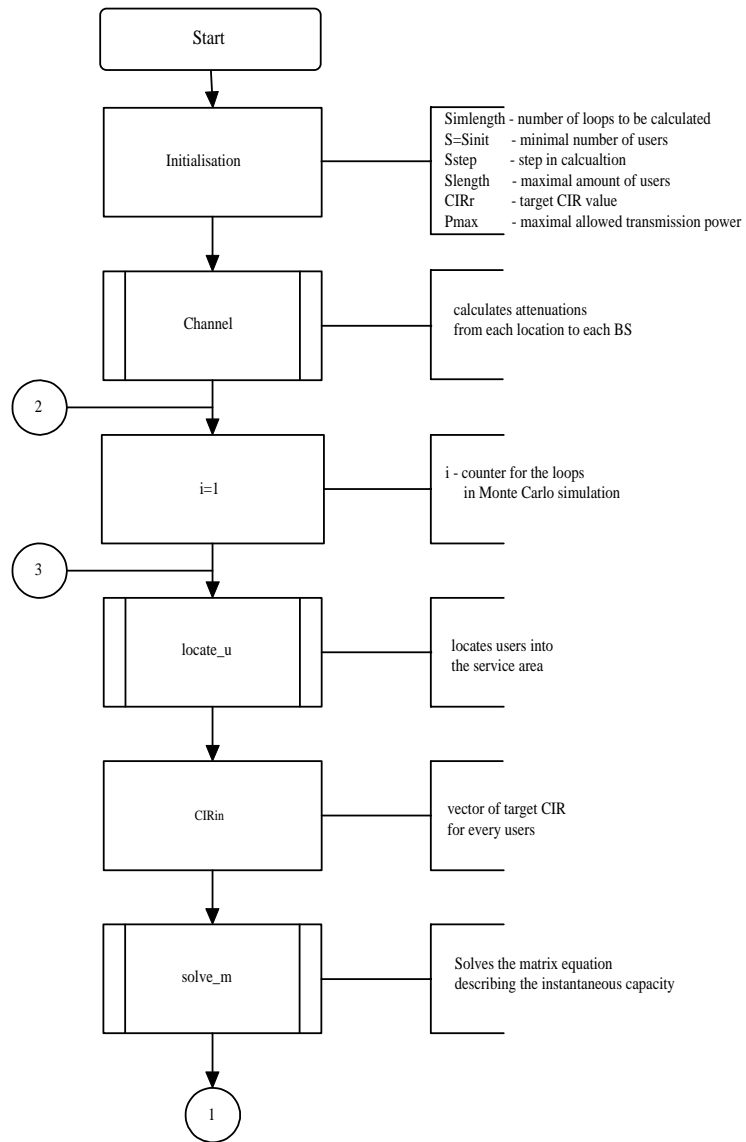 Start
Initialisation
Simlength - number of loops to be calculated
S=Sinit - minimal number of users
Sstep - step in calcualtion
Slength - maximal amount of users
CIRr - target CIR value
Pmax - maximal allowed transmission power
Channel
calculates attenuations
from each location to each BS
2
i=1
i - counter for the loops
in Monte Carlo simulation
3
locate_u
locates users into
the service area
CIRin
vector of target CIR
for every users
solve_m
Solves the matrix equation
describing the instantaneous capacity
1